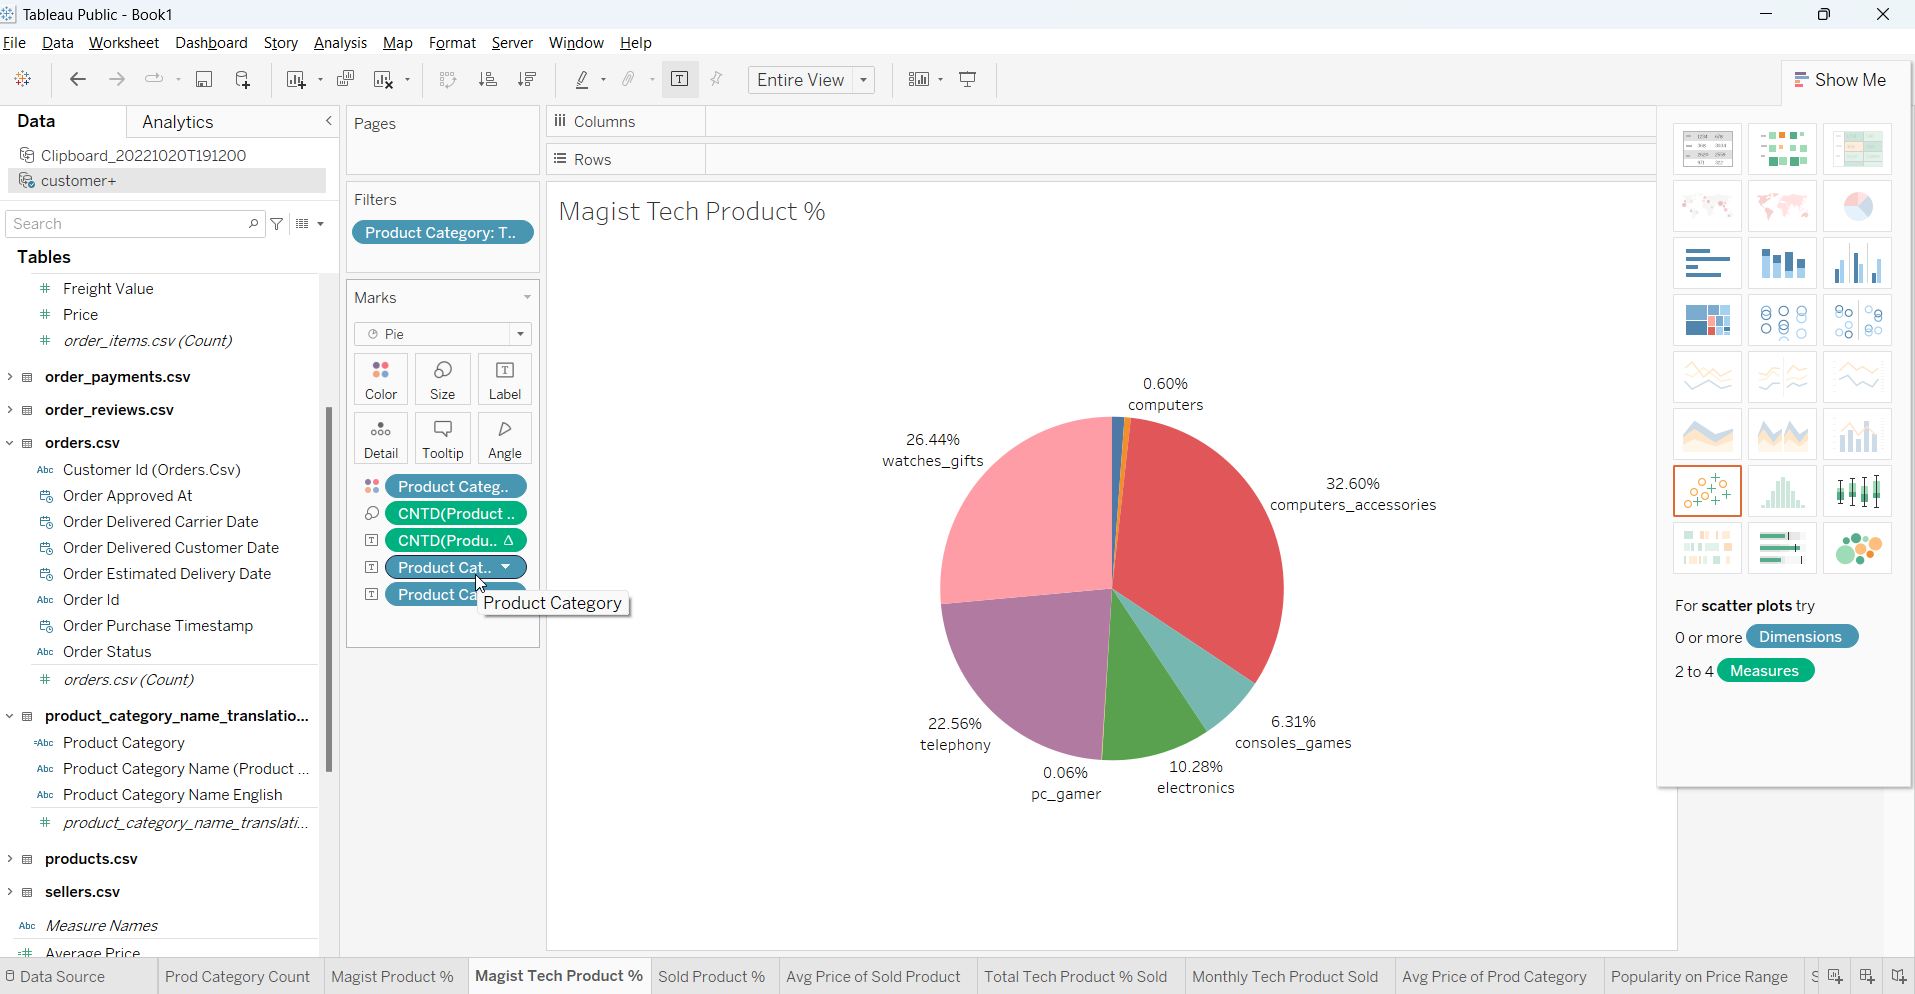 Tableau Public - Book1
File Data Worksheet Dashboard Story Analysis Map Format Server Window Help
Entire View
Show Me
Data
Analytics
Clipboard_20221020T191200
customer+
Search
Tables
Freight Value
Price
order_items.csv (Count)
order_payments.csv
order_reviews.csv
orders.csv
Abc Customer Id (Orders.Csv)
Order Approved At
Order Delivered Carrier Date
Order Delivered Customer Date
Order Estimated Delivery Date
Abc Order Id
Order Purchase Timestamp
Abc Order Status
orders.csv (Count)
product_category_name_translatio...
=Abc Product Category
Abc Product Category Name (Product ...
Abc Product Category Name English
product_category_name_translati...
products.csv
sellers.csv
Abc Measure Names
Average Price
Pages
Filters
Product Category: T..
Marks
Pie
Color
Size
Label
Detail
Tooltip
Angle
Product Categ..
CNTD(Product ..
CNTD(Produ.. Δ
Product Cat..
Product Ca
Product Category
Columns
Rows
Magist Tech Product %
0.60%
computers
26.44%
watches_gifts
32.60%
computers_accessories
22.56%
telephony
6.31%
consoles_games
0.06%
pc_gamer
10.28%
electronics
For scatter plots try
0 or more Dimensions
2 to 4 Measures
Data Source
Prod Category Count
Magist Product %
Magist Tech Product %
Sold Product %
Avg Price of Sold Product
Total Tech Product % Sold
Monthly Tech Product Sold
Avg Price of Prod Category
Popularity on Price Range